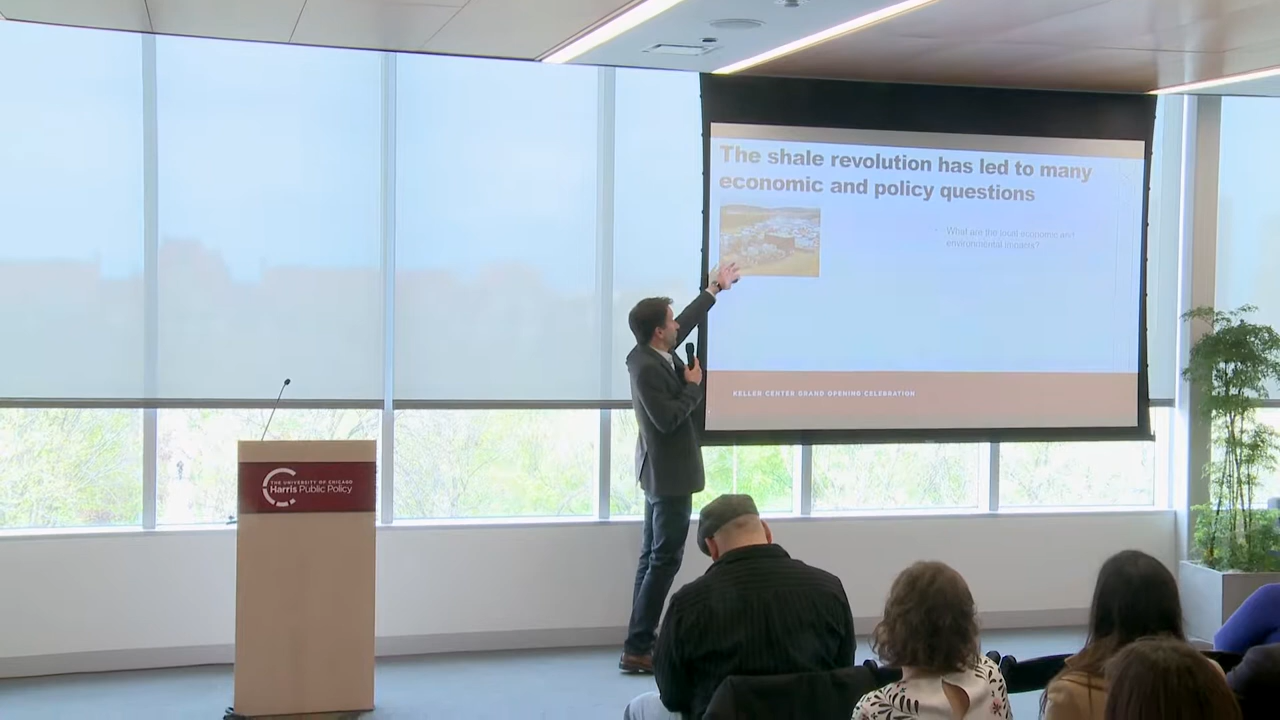 The shale revolution has led to many
economic and policy questions
What are the local economic and
environmental impacts?
KELLER CENTER GRAND OPENING CELEBRATION
THE UNIVERSITY OF CHICAGO
Harris Public Policy